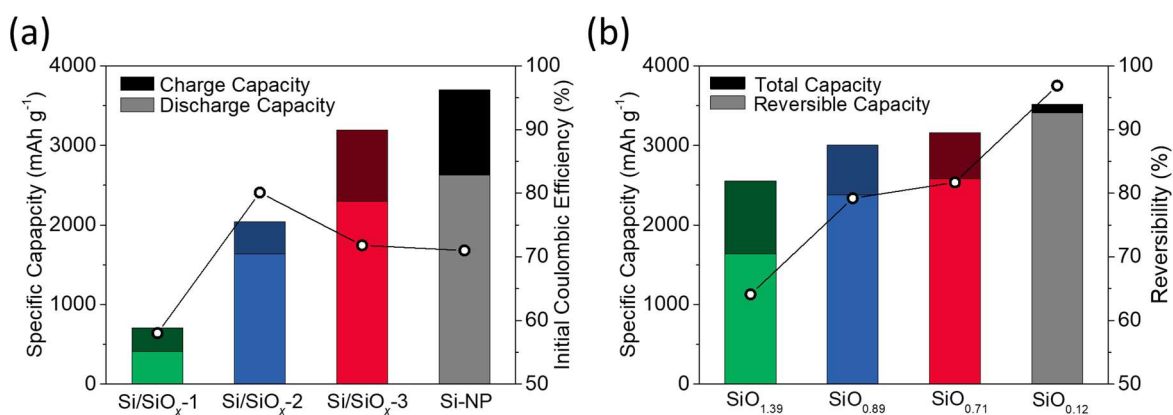 (a)
4000
3000
2000
1000
0
Specific Capapcity (mAh g⁻¹)
Charge Capacity
Discharge Capacity
100
90
80
70
60
50
Initial Coulombic Efficiency (%)
Si/SiOₓ-1 Si/SiOₓ-2 Si/SiOₓ-3 Si-NP
(b)
4000
3000
2000
1000
0
Specific Capacity (mAh g⁻¹)
Total Capacity
Reversible Capacity
100
90
80
70
60
50
Reversibility (%)
SiO₁.₃₉ SiO₀.₈₉ SiO₀.₇₁ SiO₀.₁₂